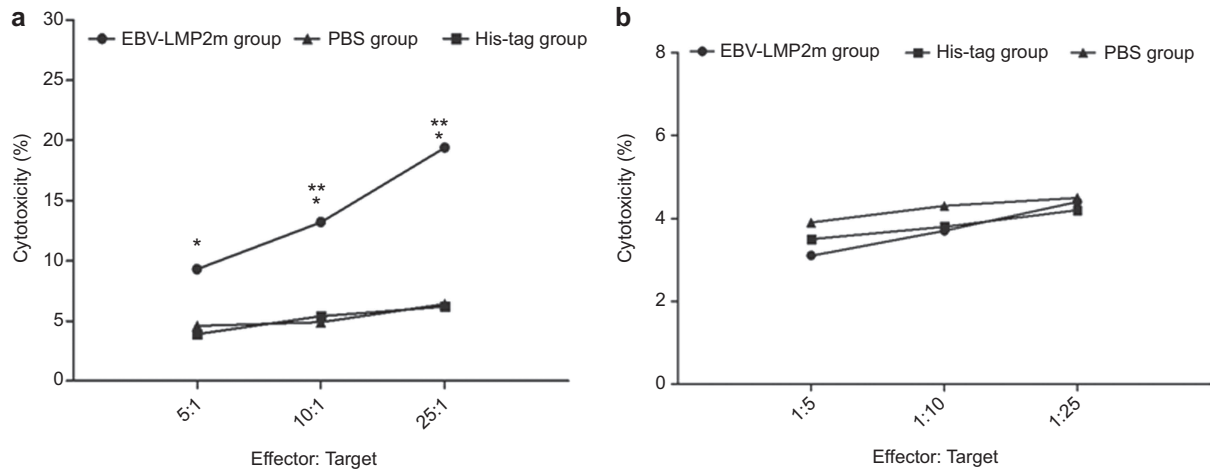 a
EBV-LMP2m group PBS group His-tag group
Cytotoxicity (%)
30
25
20
15
10
5
0
*
**
*
**
*
5:1 10:1 25:1
Effector: Target
b
EBV-LMP2m group His-tag group PBS group
Cytotoxicity (%)
8
6
4
2
0
1:5 1:10 1:25
Effector: Target